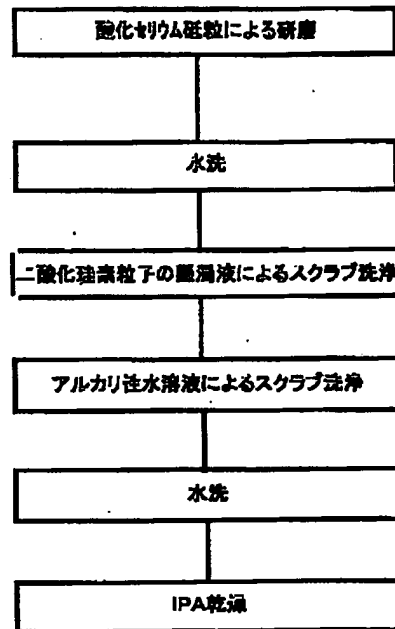 酸化セリウム砥粒による研磨
水洗
二酸化珪素粒子の懸濁液によるスクラブ洗浄
アルカリ性水溶液によるスクラブ洗浄
水洗
IPA乾燥